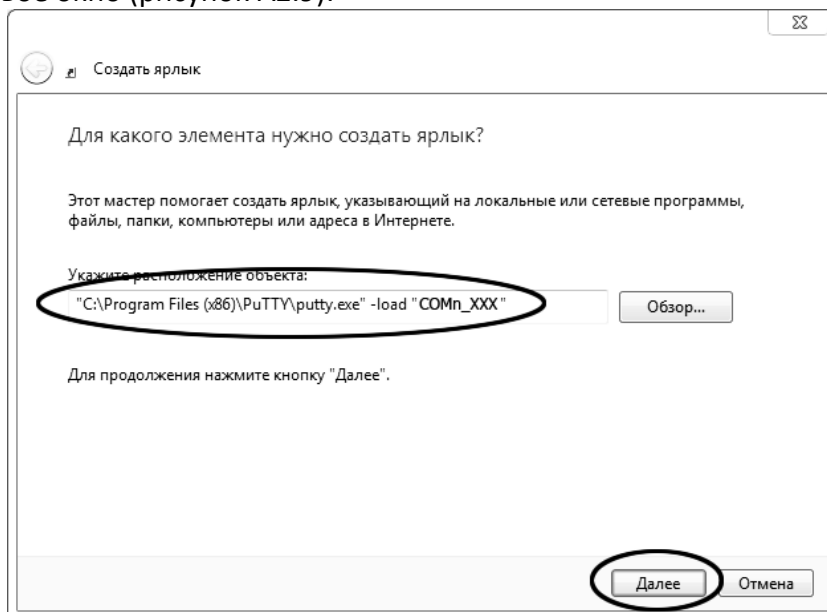 Создать ярлык
Для какого элемента нужно создать ярлык?
Этот мастер помогает создать ярлык, указывающий на локальные или сетевые программы,
файлы, папки, компьютеры или адреса в Интернете.
Укажите расположение объекта:
"C:\Program Files (x86)\PuTTY\putty.exe" -load "COMn_XXX" Обзор...
Для продолжения нажмите кнопку "Далее".
Далее Отмена